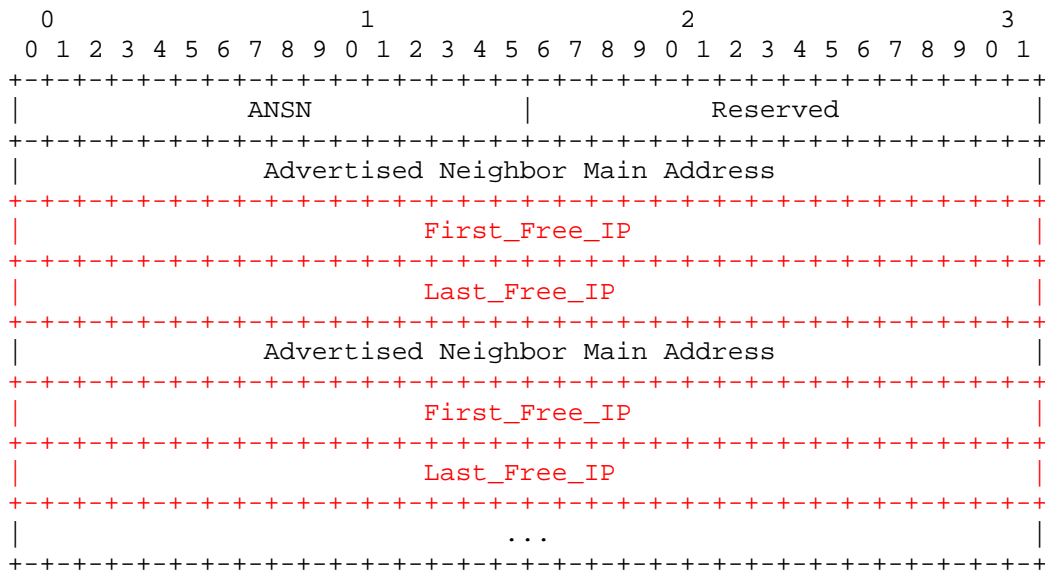 0                   1                   2                   3
 0 1 2 3 4 5 6 7 8 9 0 1 2 3 4 5 6 7 8 9 0 1 2 3 4 5 6 7 8 9 0 1
+-+-+-+-+-+-+-+-+-+-+-+-+-+-+-+-+-+-+-+-+-+-+-+-+-+-+-+-+-+-+-+-+
|              ANSN             |           Reserved            |
+-+-+-+-+-+-+-+-+-+-+-+-+-+-+-+-+-+-+-+-+-+-+-+-+-+-+-+-+-+-+-+-+
|               Advertised Neighbor Main Address                |
+-+-+-+-+-+-+-+-+-+-+-+-+-+-+-+-+-+-+-+-+-+-+-+-+-+-+-+-+-+-+-+-+
|                         First_Free_IP                         |
+-+-+-+-+-+-+-+-+-+-+-+-+-+-+-+-+-+-+-+-+-+-+-+-+-+-+-+-+-+-+-+-+
|                         Last_Free_IP                          |
+-+-+-+-+-+-+-+-+-+-+-+-+-+-+-+-+-+-+-+-+-+-+-+-+-+-+-+-+-+-+-+-+
|               Advertised Neighbor Main Address                |
+-+-+-+-+-+-+-+-+-+-+-+-+-+-+-+-+-+-+-+-+-+-+-+-+-+-+-+-+-+-+-+-+
|                         First_Free_IP                         |
+-+-+-+-+-+-+-+-+-+-+-+-+-+-+-+-+-+-+-+-+-+-+-+-+-+-+-+-+-+-+-+-+
|                         Last_Free_IP                          |
+-+-+-+-+-+-+-+-+-+-+-+-+-+-+-+-+-+-+-+-+-+-+-+-+-+-+-+-+-+-+-+-+
|                              ...                              |
+-+-+-+-+-+-+-+-+-+-+-+-+-+-+-+-+-+-+-+-+-+-+-+-+-+-+-+-+-+-+-+-+